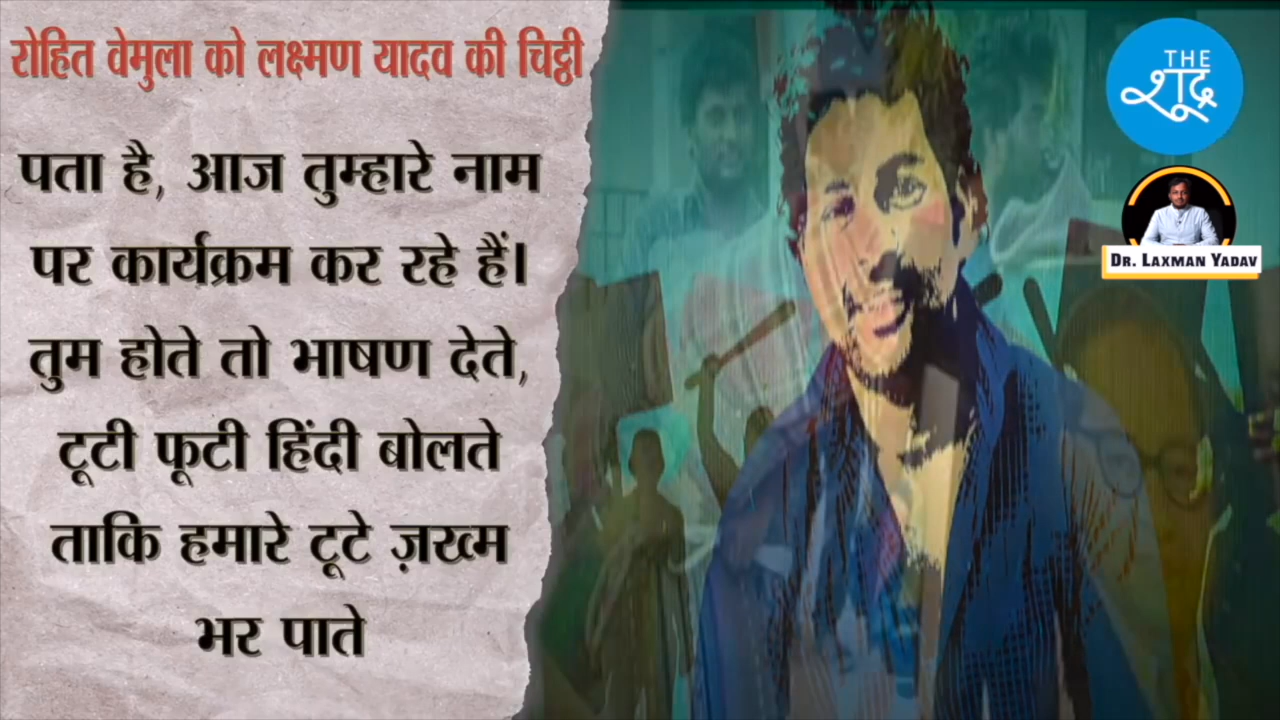 रोहित वेमुला को लक्ष्मण यादव की चिट्ठी
पता है, आज तुम्हारे नाम
पर कार्यक्रम कर रहे हैं।
तुम होते तो भाषण देते,
टूटी फूटी हिंदी बोलते
ताकि हमारे टूटे ज़ख्म
भर पाते
THE
शूद्र
DR. LAXMAN YADAV